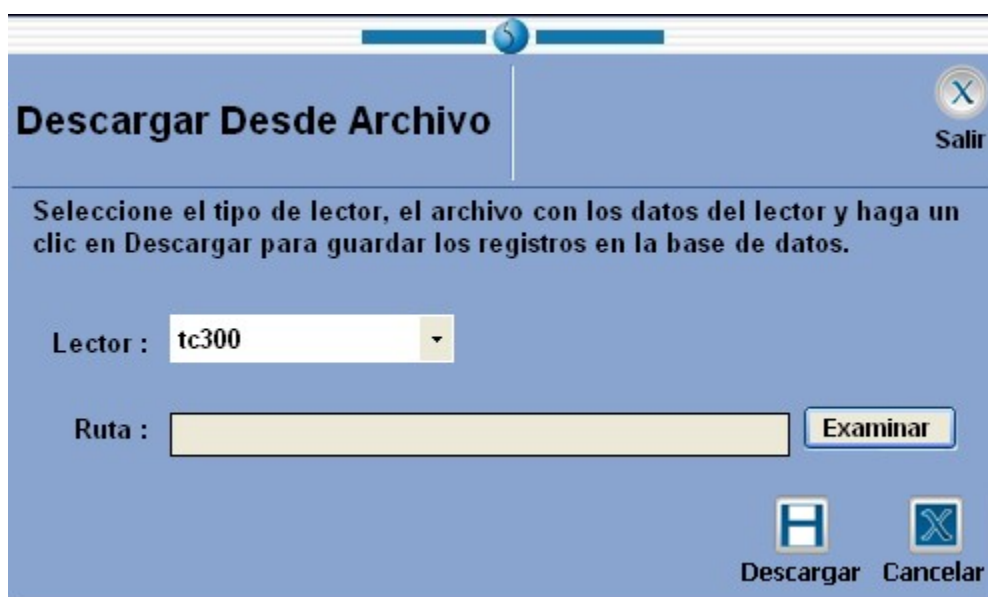 Descargar Desde Archivo
Salir
Seleccione el tipo de lector, el archivo con los datos del lector y haga un
clic en Descargar para guardar los registros en la base de datos.
Lector : tc300
Ruta : Examinar
Descargar Cancelar